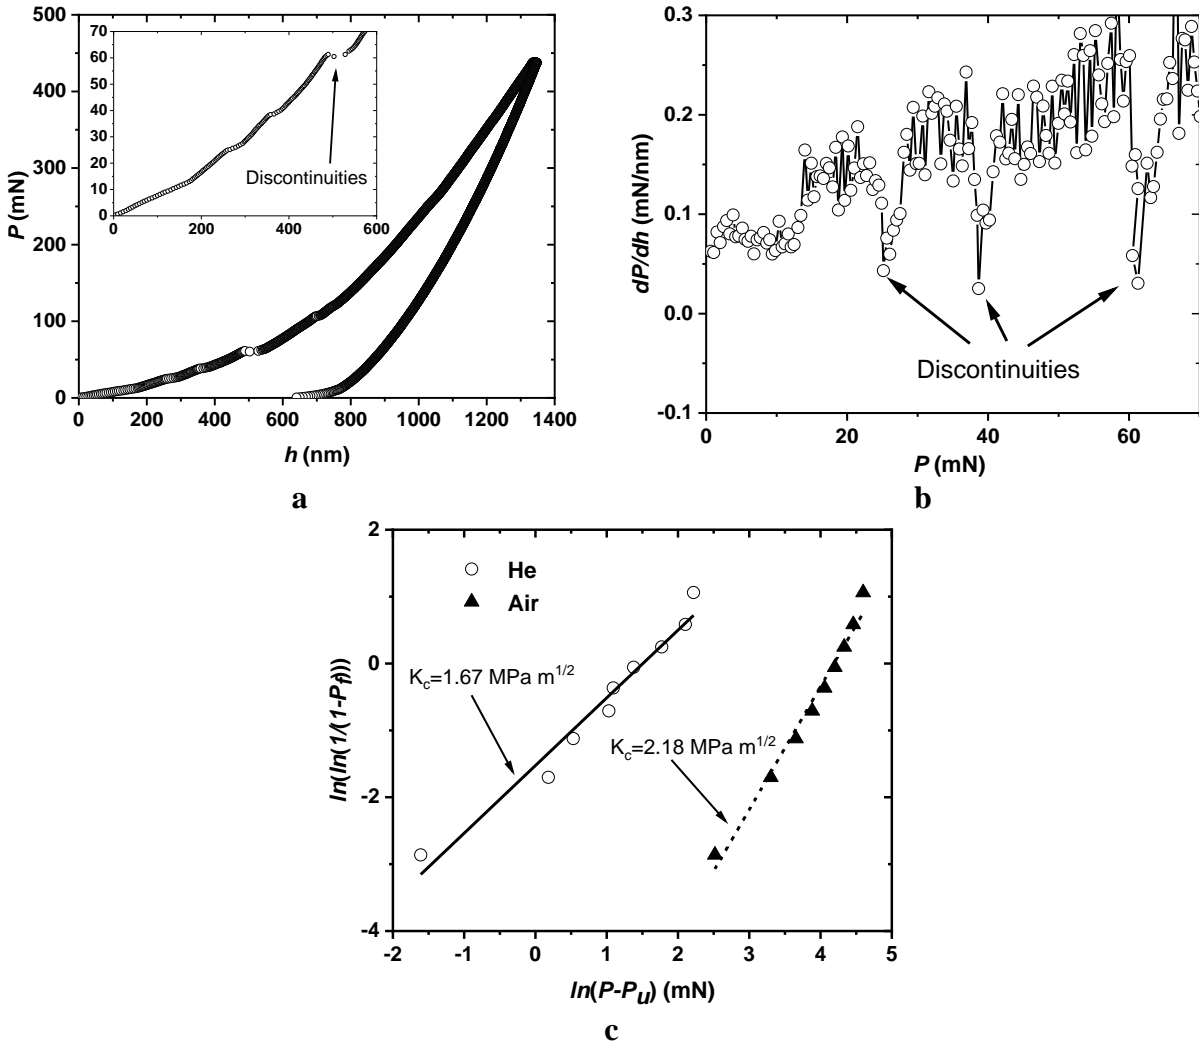 500
400
300
200
100
0
P (mN)
70
60
50
40
30
20
10
0
0 200 400 600
Discontinuities
0 200 400 600 800 1000 1200 1400
h (nm)
a
0.3
0.2
0.1
0.0
-0.1
dP/dh (mN/nm)
Discontinuities
0 20 40 60
P (mN)
b
2
0
-2
-4
ln(ln(1/(1-Pf)))
He
Air
Kc=1.67 MPa m1/2
Kc=2.18 MPa m1/2
-2 -1 0 1 2 3 4 5
ln(P-Pu) (mN)
c